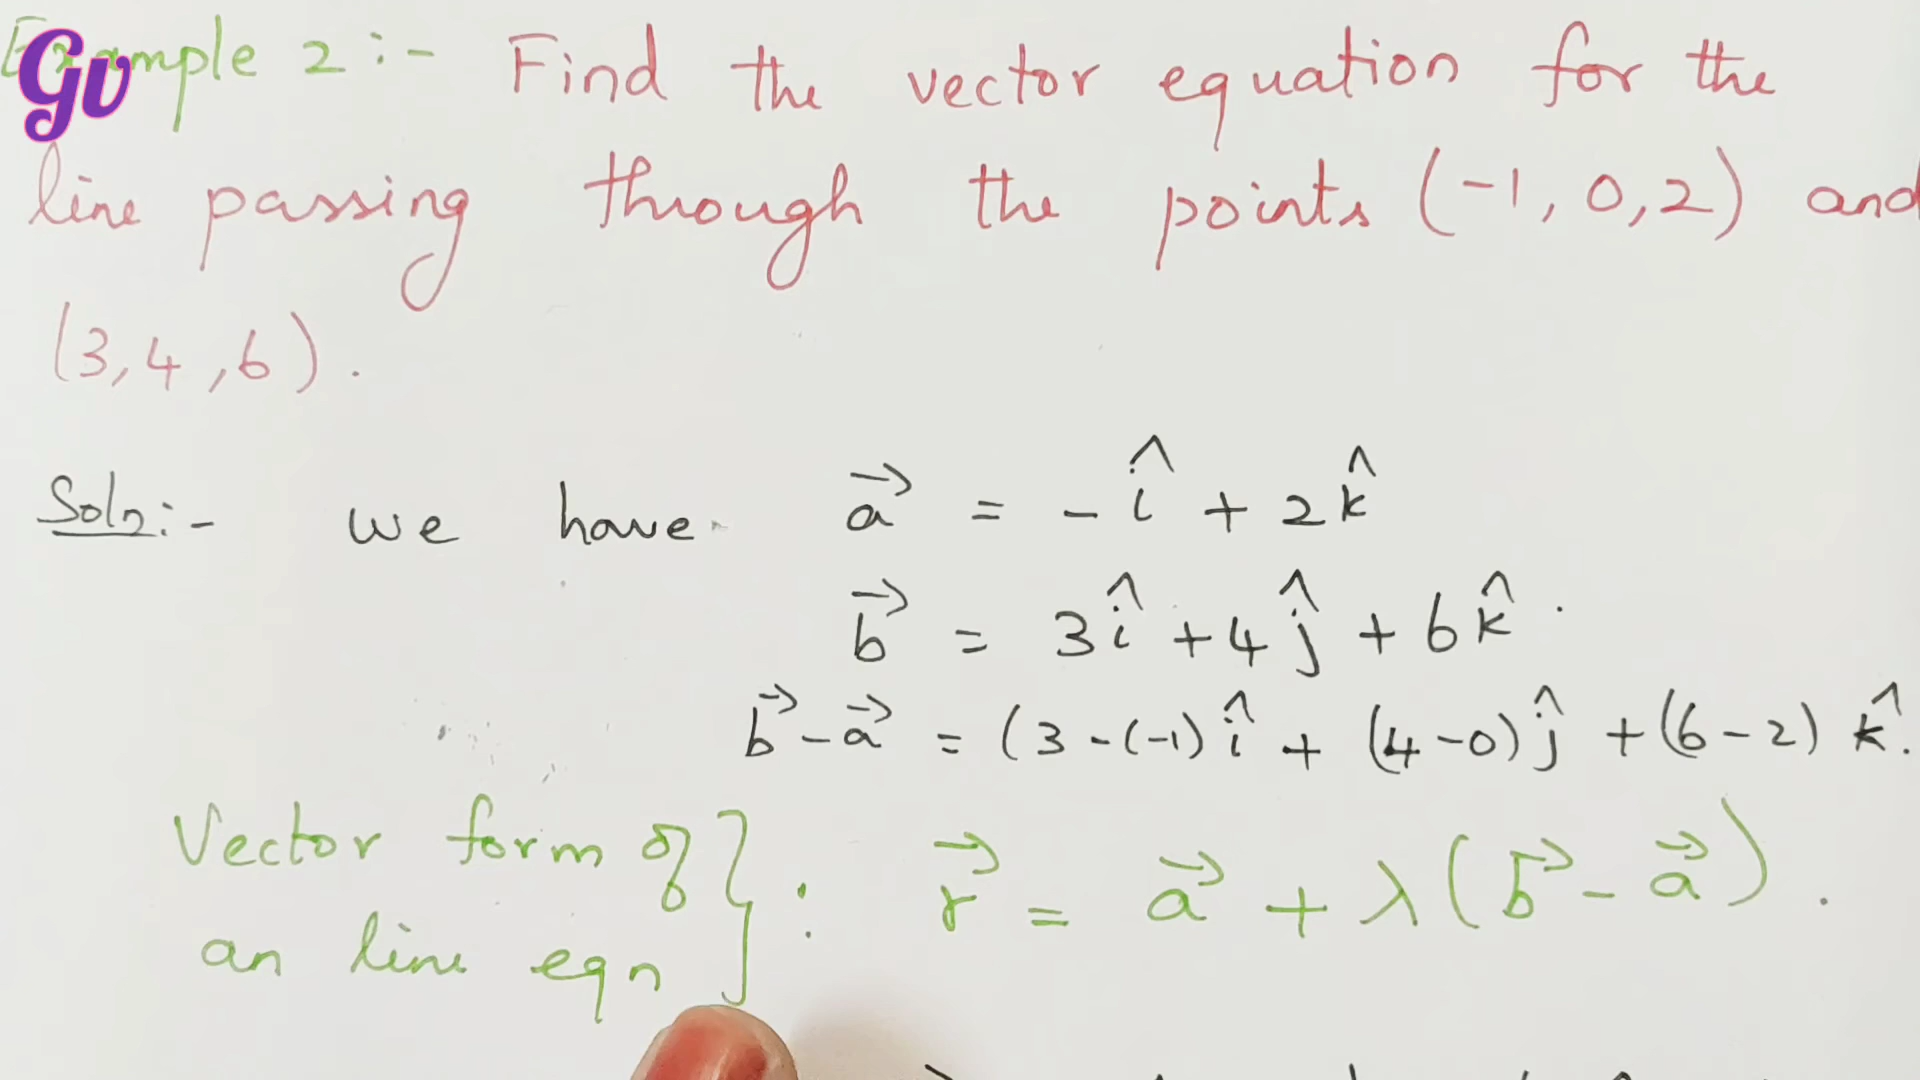 Example 2:- Find the vector equation for the
Gv
line passing through the points (-1, 0, 2) and
(3, 4, 6).
Soln:- we have a⃗ = -î + 2k̂
b⃗ = 3î + 4ĵ + 6k̂.
b⃗ - a⃗ = (3-(-1)î + (4-0)ĵ + (6-2) k̂.
Vector form of } : r⃗ = a⃗ + λ(b⃗ - a⃗).
an line eqn